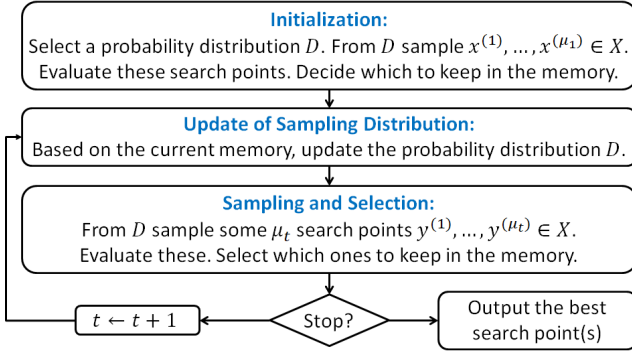 Initialization:
Select a probability distribution D. From D sample x^(1), ..., x^(μ₁) ∈ X.
Evaluate these search points. Decide which to keep in the memory.
Update of Sampling Distribution:
Based on the current memory, update the probability distribution D.
Sampling and Selection:
From D sample some μₜ search points y^(1), ..., y^(μₜ) ∈ X.
Evaluate these. Select which ones to keep in the memory.
t ← t + 1
Stop?
Output the best
search point(s)